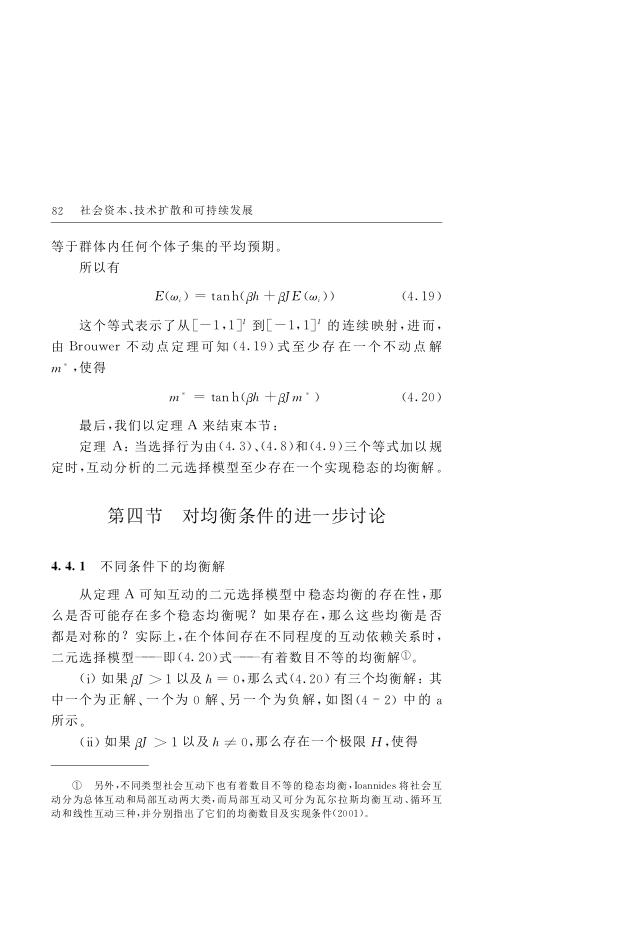 82 社会资本、技术扩散和可持续发展
等于群体内任何个体子集的平均预期。
所以有
E(ωᵢ) = tanh(βh + βJE(ωᵢ)) (4.19)
这个等式表示了从[－1,1]ᴵ 到[－1,1]ᴵ 的连续映射,进而,
由 Brouwer 不动点定理可知(4.19)式至少存在一个不动点解
m*,使得
m* = tanh(βh + βJm*) (4.20)
最后,我们以定理 A 来结束本节:
定理 A: 当选择行为由(4.3)、(4.8)和(4.9)三个等式加以规
定时,互动分析的二元选择模型至少存在一个实现稳态的均衡解。
第四节 对均衡条件的进一步讨论
4.4.1 不同条件下的均衡解
从定理 A 可知互动的二元选择模型中稳态均衡的存在性,那
么是否可能存在多个稳态均衡呢? 如果存在,那么这些均衡是否
都是对称的? 实际上,在个体间存在不同程度的互动依赖关系时,
二元选择模型——即(4.20)式——有着数目不等的均衡解①。
(i) 如果 βJ > 1 以及 h = 0,那么式(4.20) 有三个均衡解: 其
中一个为正解、一个为 0 解、另一个为负解,如图(4－2) 中的 a
所示。
(ii) 如果 βJ > 1 以及 h ≠ 0,那么存在一个极限 H,使得
① 另外,不同类型社会互动下也有着数目不等的稳态均衡,Ioannides 将社会互
动分为总体互动和局部互动两大类,而局部互动又可分为瓦尔拉斯均衡互动、循环互
动和线性互动三种,并分别指出了它们的均衡数目及实现条件(2001)。